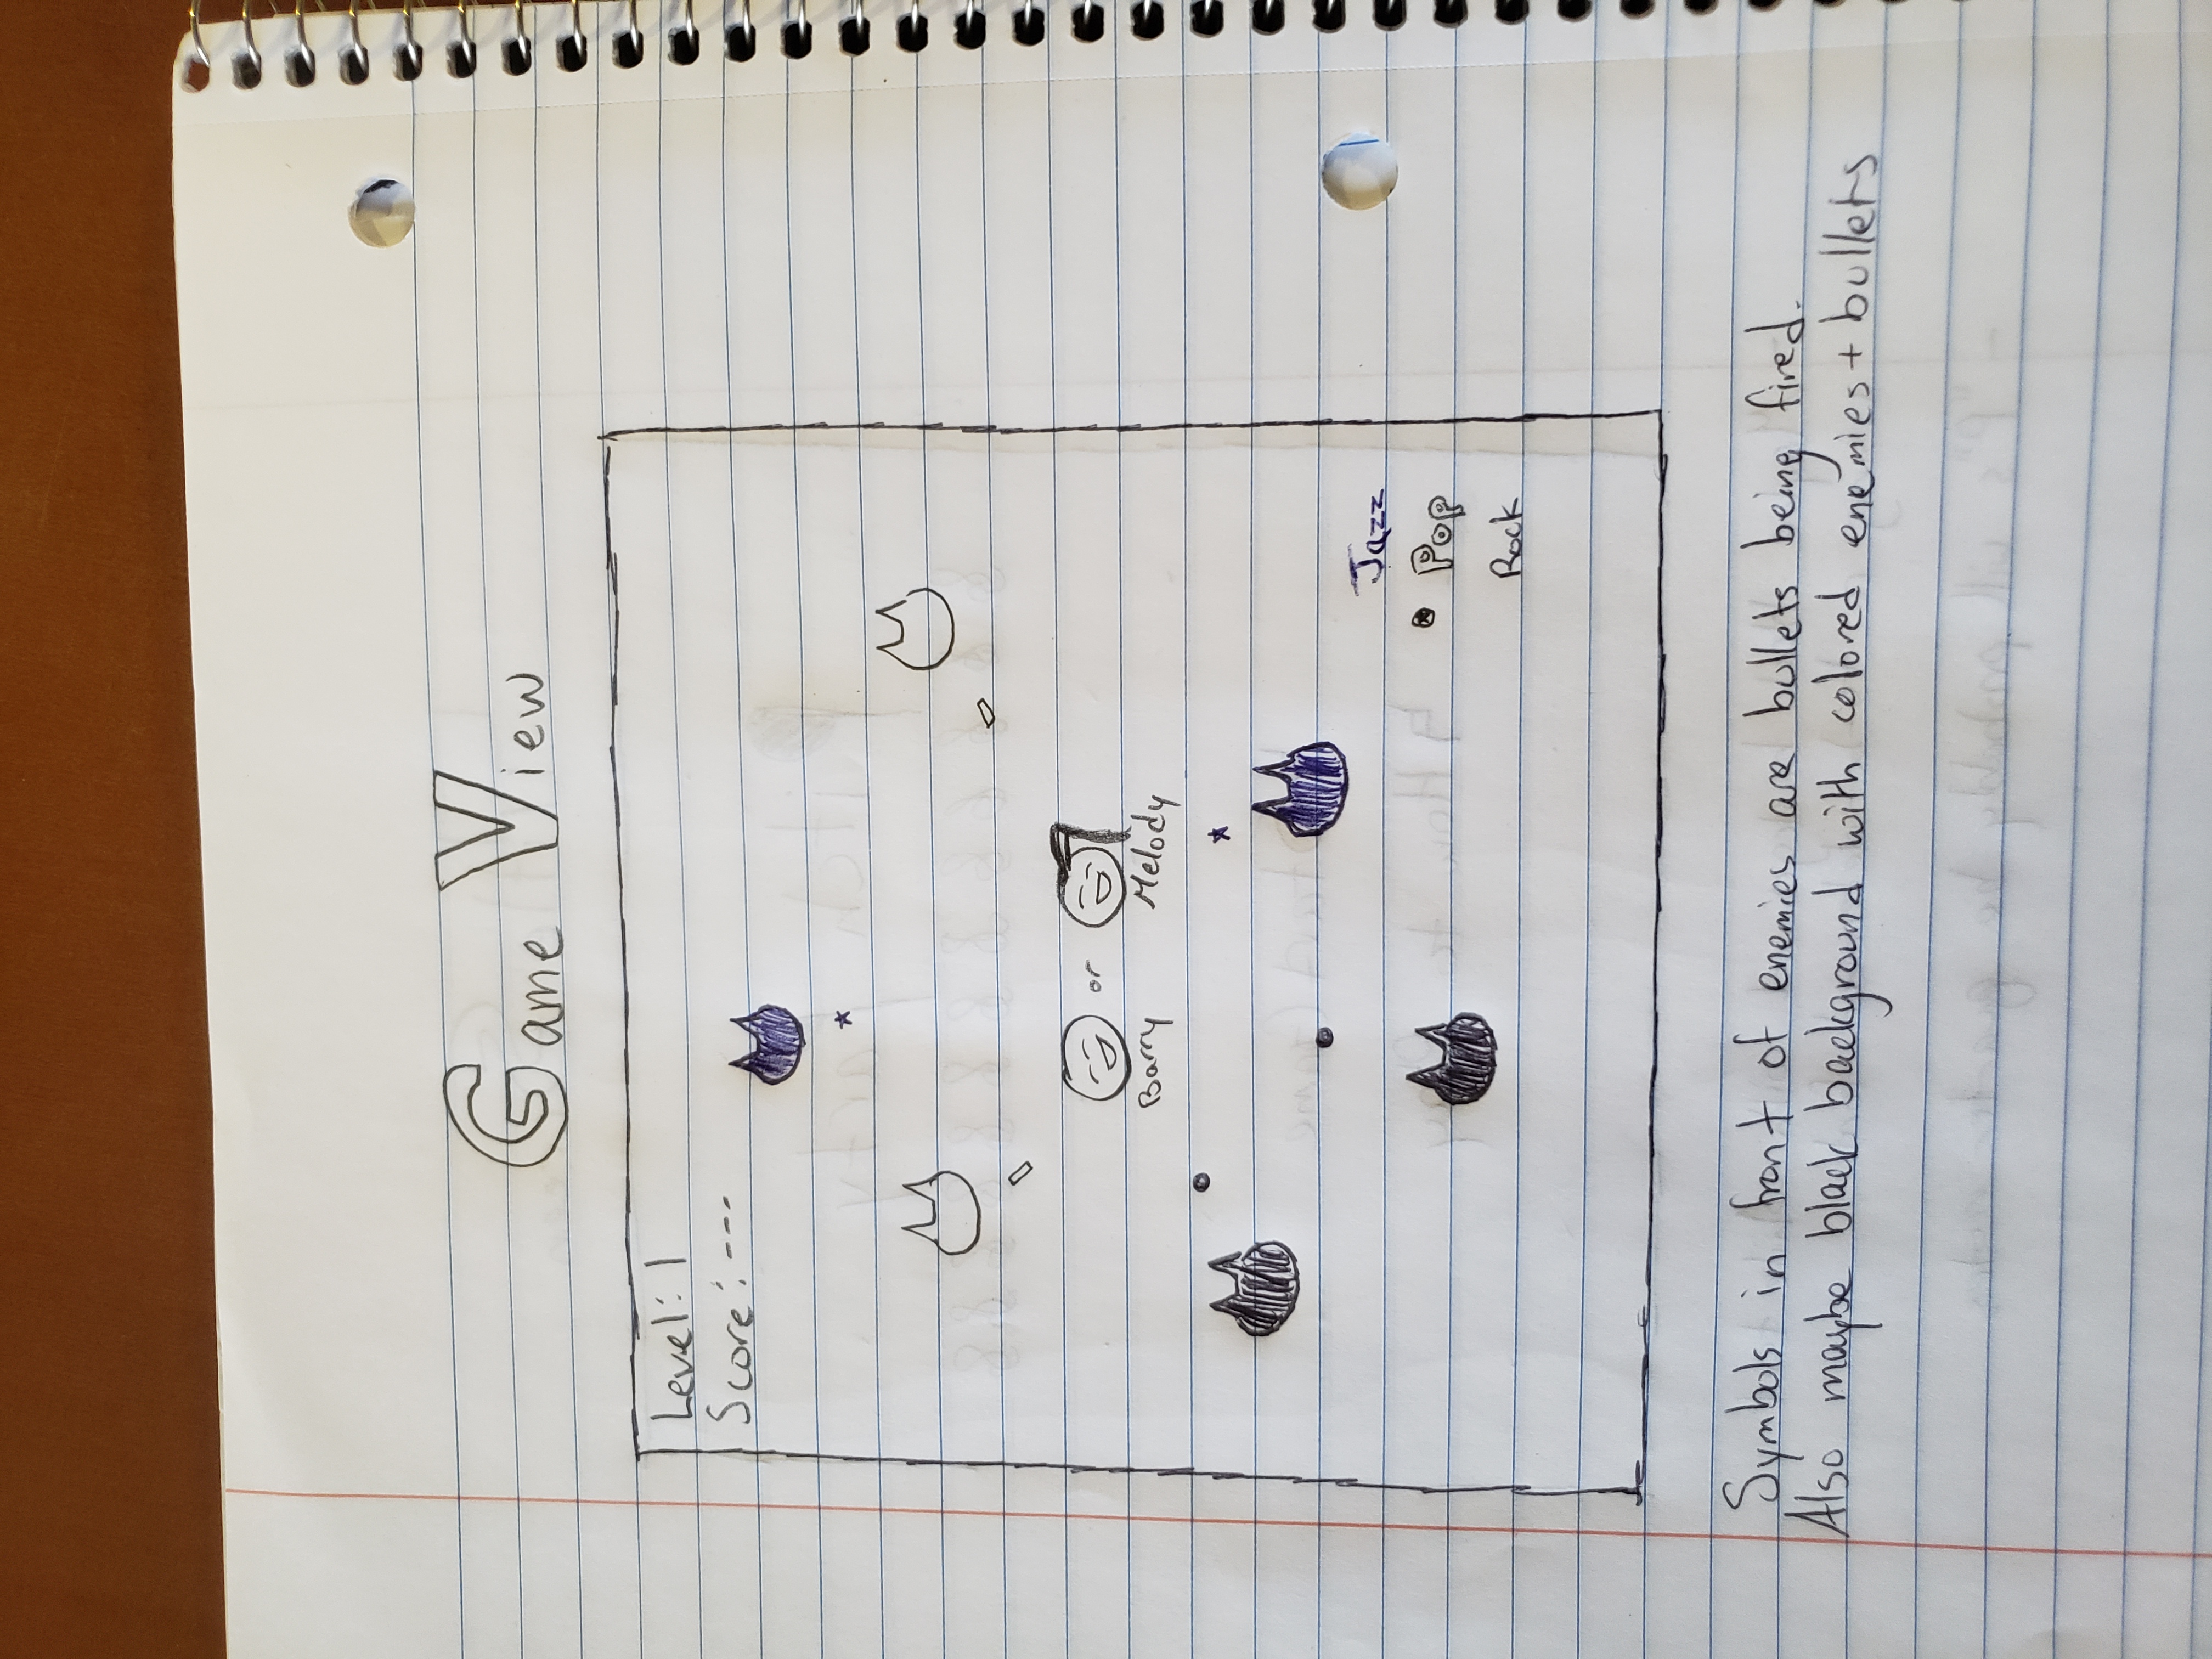 Game View
Level: 1
Score: ---
Barry or Melody
Jazz
Pop
Rock
Symbols in front of enemies are bullets being fired.
Also maybe black background with colored enemies + bullets